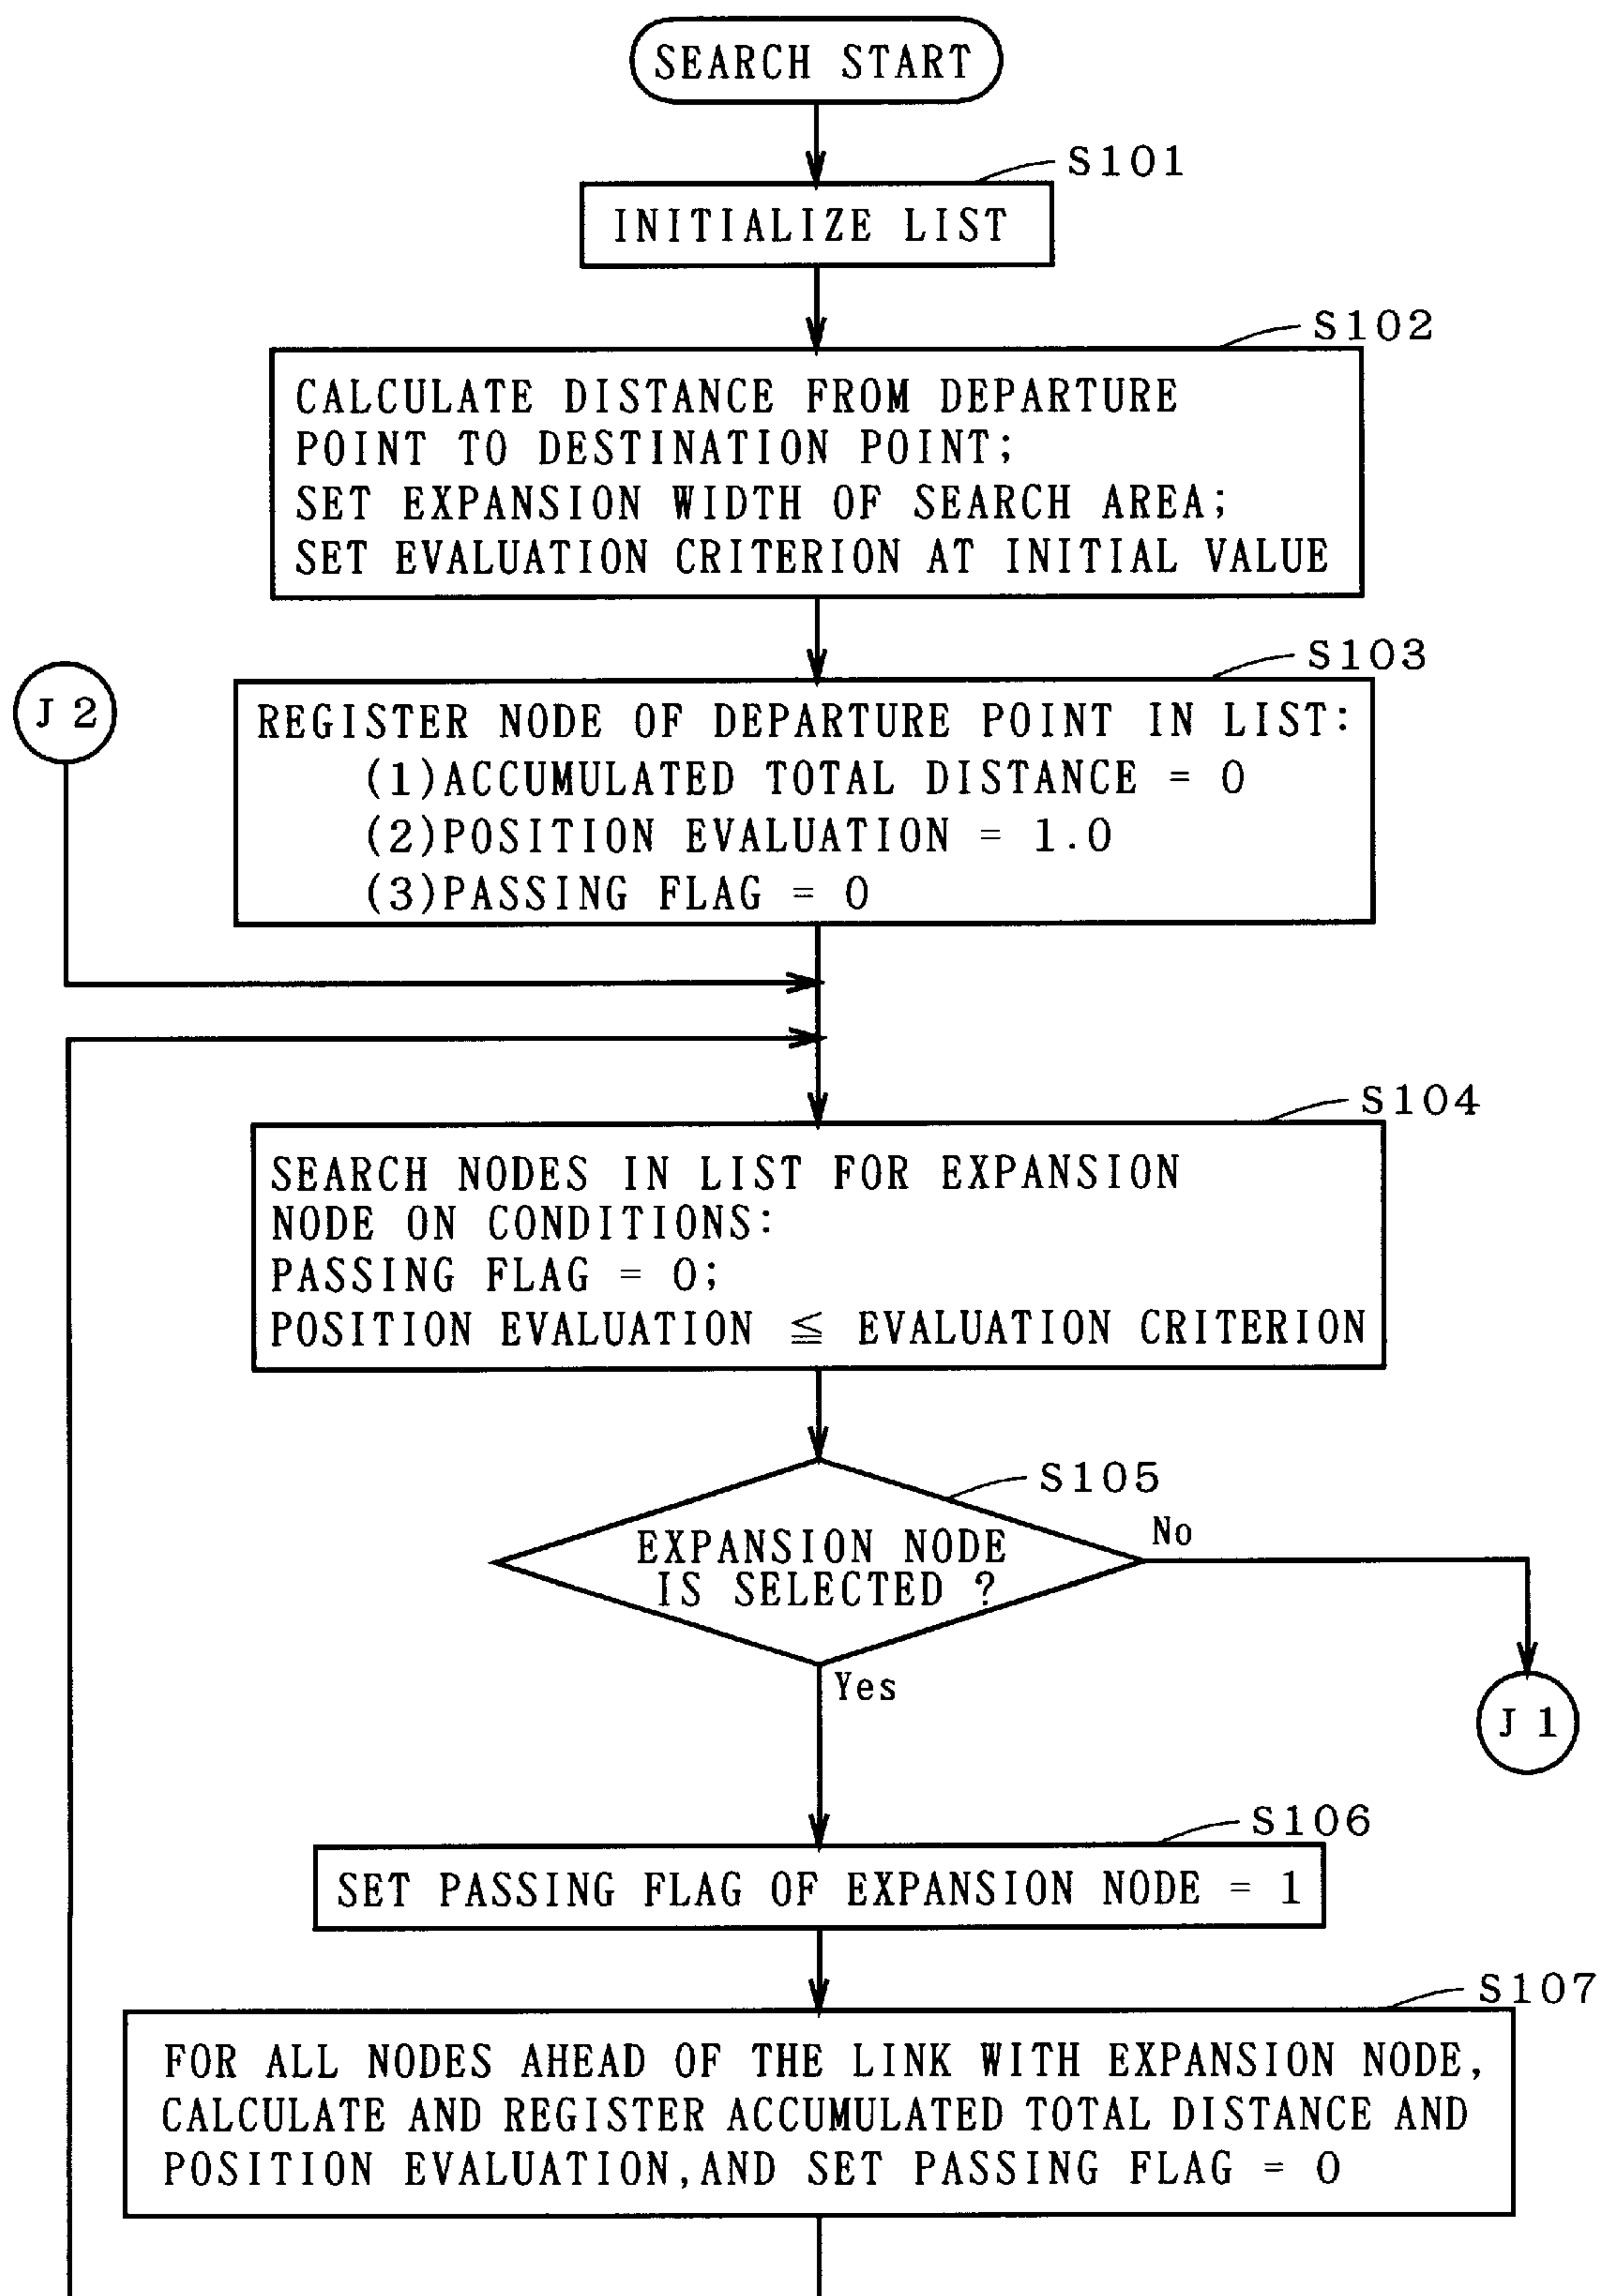 SEARCH START
S101
INITIALIZE LIST
S102
CALCULATE DISTANCE FROM DEPARTURE
POINT TO DESTINATION POINT;
SET EXPANSION WIDTH OF SEARCH AREA;
SET EVALUATION CRITERION AT INITIAL VALUE
S103
J 2
REGISTER NODE OF DEPARTURE POINT IN LIST:
(1)ACCUMULATED TOTAL DISTANCE = 0
(2)POSITION EVALUATION = 1.0
(3)PASSING FLAG = 0
S104
SEARCH NODES IN LIST FOR EXPANSION
NODE ON CONDITIONS:
PASSING FLAG = 0;
POSITION EVALUATION ≦ EVALUATION CRITERION
S105
No
EXPANSION NODE
IS SELECTED ?
Yes
J 1
S106
SET PASSING FLAG OF EXPANSION NODE = 1
S107
FOR ALL NODES AHEAD OF THE LINK WITH EXPANSION NODE,
CALCULATE AND REGISTER ACCUMULATED TOTAL DISTANCE AND
POSITION EVALUATION,AND SET PASSING FLAG = 0